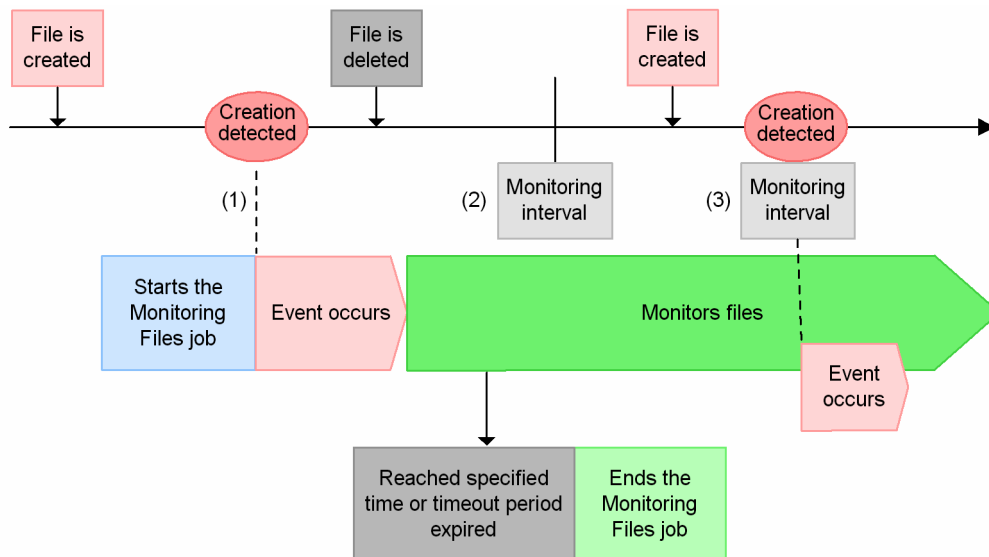 File is
created
File is
deleted
File is
created
Creation
detected
Creation
detected
(1)
(2)
Monitoring
interval
(3)
Monitoring
interval
Starts the
Monitoring
Files job
Event occurs
Monitors files
Event
occurs
Reached specified
time or timeout period
expired
Ends the
Monitoring
Files job